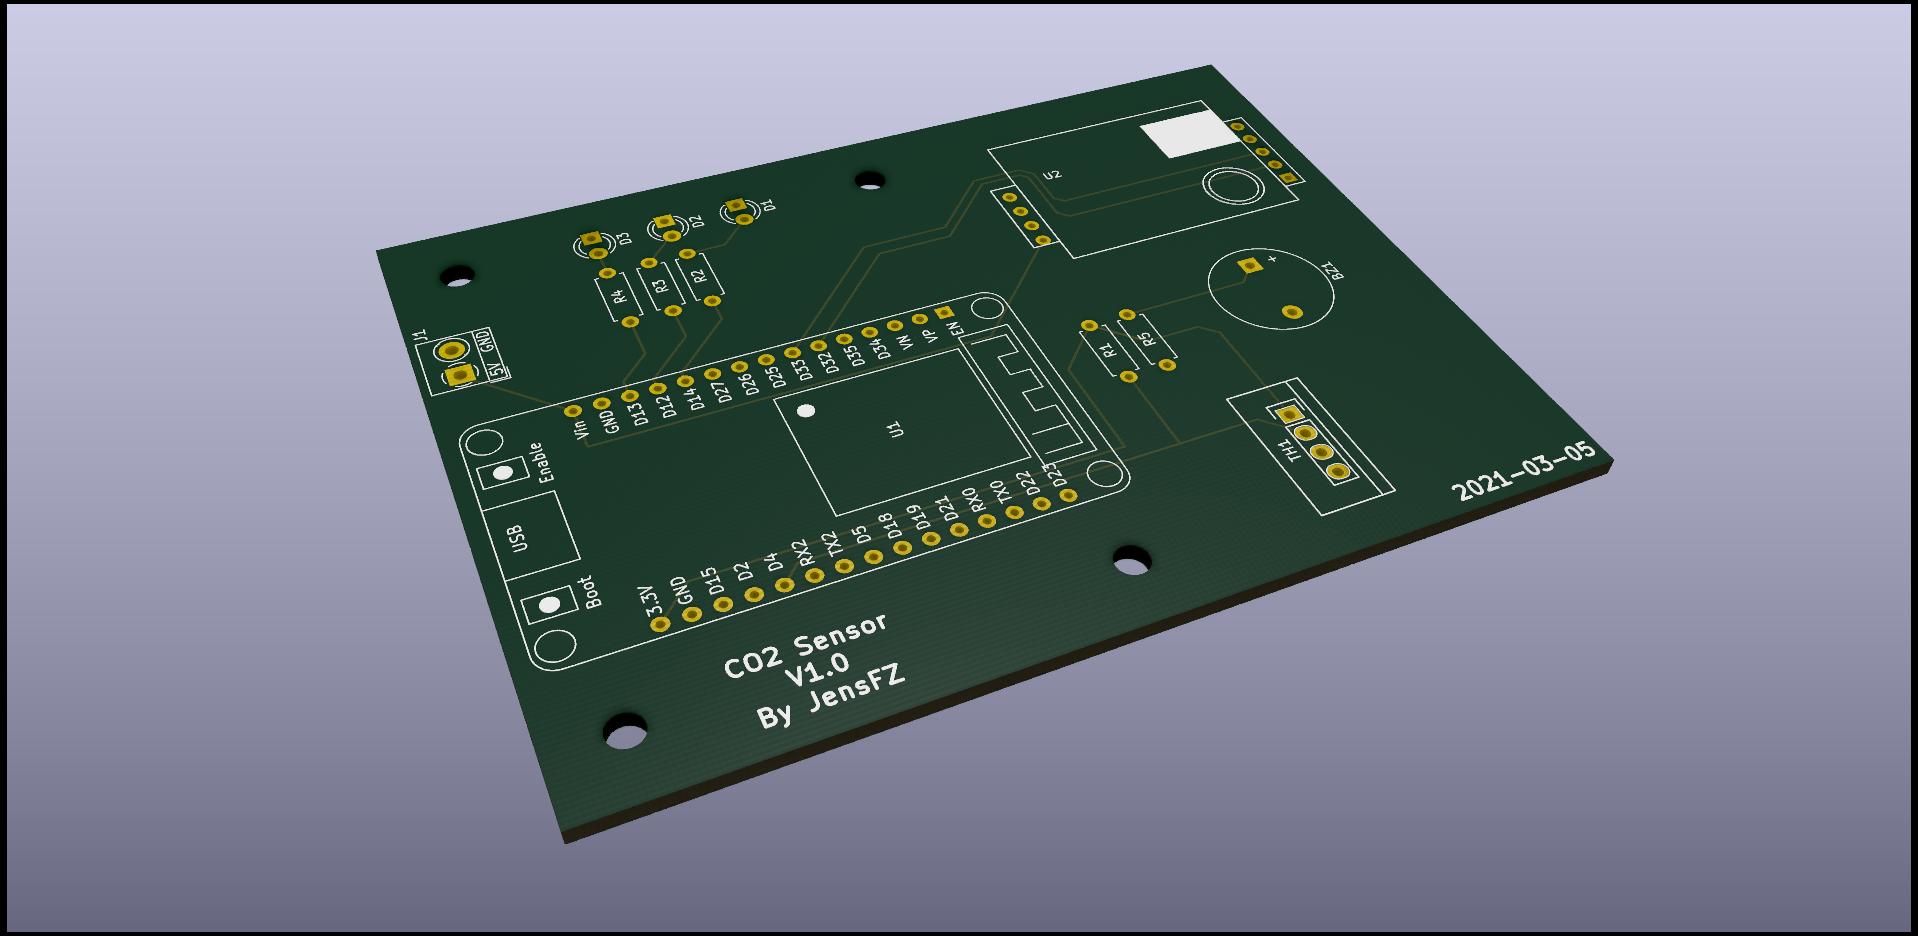 U2
D1
D2
D3
BZ1
+
R2
R3
R4
J1
GND
5V
R5
R1
EN
VP
VN
D34
D35
D32
D33
D25
D26
D27
D14
D12
D13
GND
Vin
U1
Enable
TH1
USB
2021-03-05
D23
D22
TX0
RX0
D21
D19
D18
D5
TX2
RX2
D4
D2
D15
GND
3.3V
Boot
CO2 Sensor
V1.0
By JensFZ